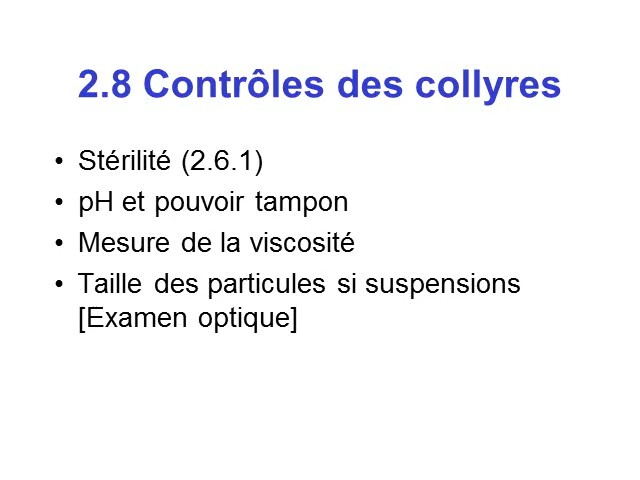 2.8 Contrôles des collyres
• Stérilité (2.6.1)
• pH et pouvoir tampon
• Mesure de la viscosité
• Taille des particules si suspensions
[Examen optique]